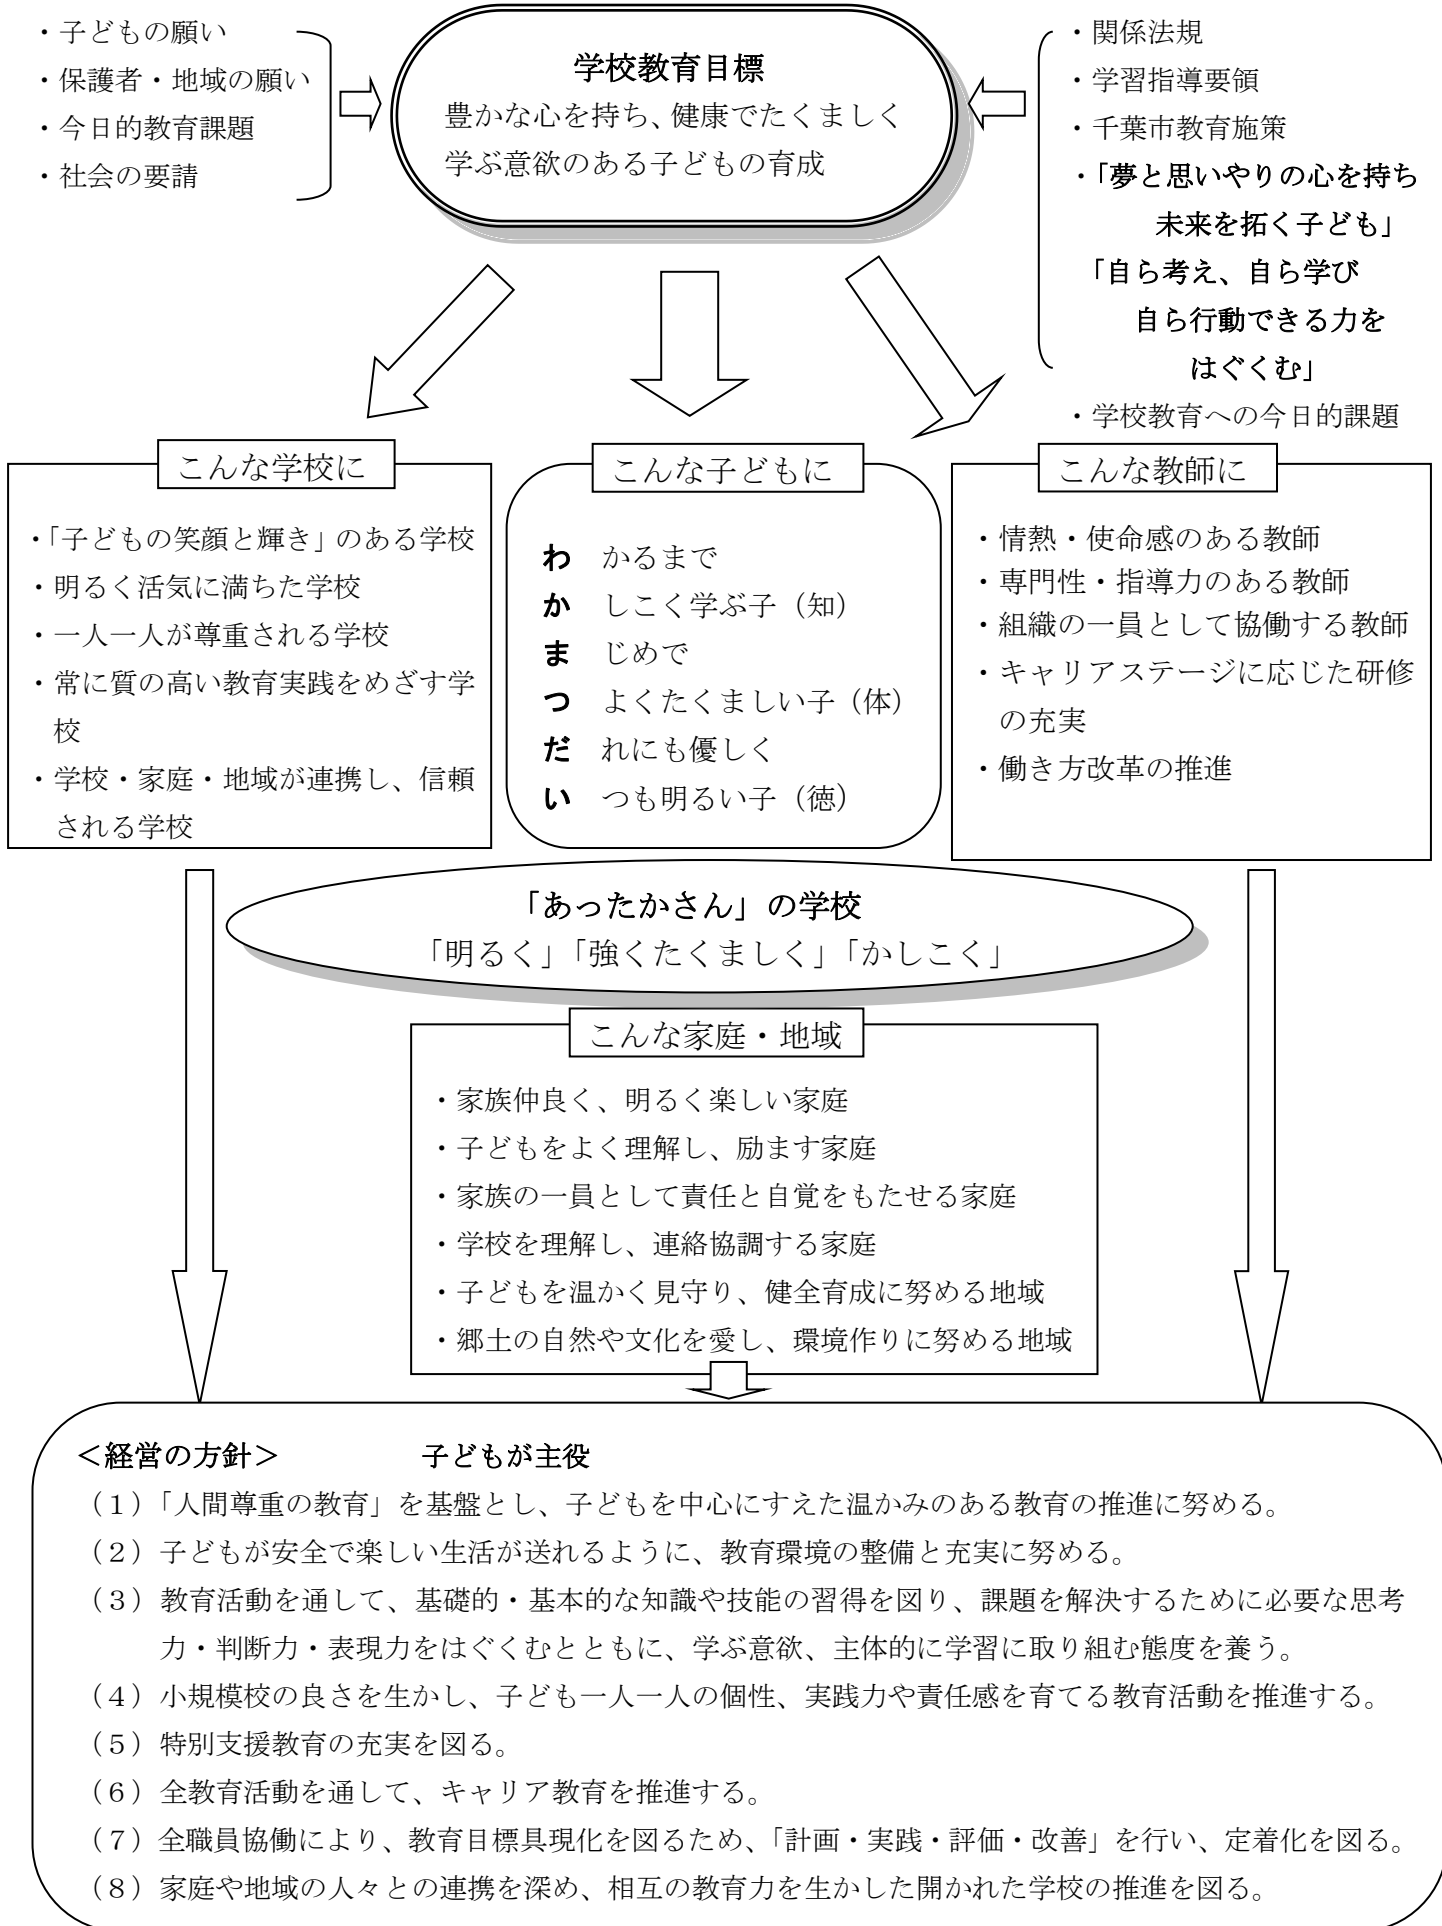 ・子どもの願い
・保護者・地域の願い
・今日的教育課題
・社会の要請
学校教育目標
豊かな心を持ち、健康でたくましく
学ぶ意欲のある子どもの育成
・関係法規
・学習指導要領
・千葉市教育施策
・「夢と思いやりの心を持ち
未来を拓く子ども」
「自ら考え、自ら学び
自ら行動できる力を
はぐくむ」
・学校教育への今日的課題
こんな学校に
・「子どもの笑顔と輝き」のある学校
・明るく活気に満ちた学校
・一人一人が尊重される学校
・常に質の高い教育実践をめざす学
校
・学校・家庭・地域が連携し、信頼
される学校
こんな子どもに
わ　かるまで
か　しこく学ぶ子（知）
ま　じめで
つ　よくたくましい子（体）
だ　れにも優しく
い　つも明るい子（徳）
こんな教師に
・情熱・使命感のある教師
・専門性・指導力のある教師
・組織の一員として協働する教師
・キャリアステージに応じた研修
の充実
・働き方改革の推進
「あったかさん」の学校
「明るく」「強くたくましく」「かしこく」
こんな家庭・地域
・家族仲良く、明るく楽しい家庭
・子どもをよく理解し、励ます家庭
・家族の一員として責任と自覚をもたせる家庭
・学校を理解し、連絡協調する家庭
・子どもを温かく見守り、健全育成に努める地域
・郷土の自然や文化を愛し、環境作りに努める地域
＜経営の方針＞　子どもが主役
（１）「人間尊重の教育」を基盤とし、子どもを中心にすえた温かみのある教育の推進に努める。
（２）子どもが安全で楽しい生活が送れるように、教育環境の整備と充実に努める。
（３）教育活動を通して、基礎的・基本的な知識や技能の習得を図り、課題を解決するために必要な思考
力・判断力・表現力をはぐくむとともに、学ぶ意欲、主体的に学習に取り組む態度を養う。
（４）小規模校の良さを生かし、子ども一人一人の個性、実践力や責任感を育てる教育活動を推進する。
（５）特別支援教育の充実を図る。
（６）全教育活動を通して、キャリア教育を推進する。
（７）全職員協働により、教育目標具現化を図るため、「計画・実践・評価・改善」を行い、定着化を図る。
（８）家庭や地域の人々との連携を深め、相互の教育力を生かした開かれた学校の推進を図る。